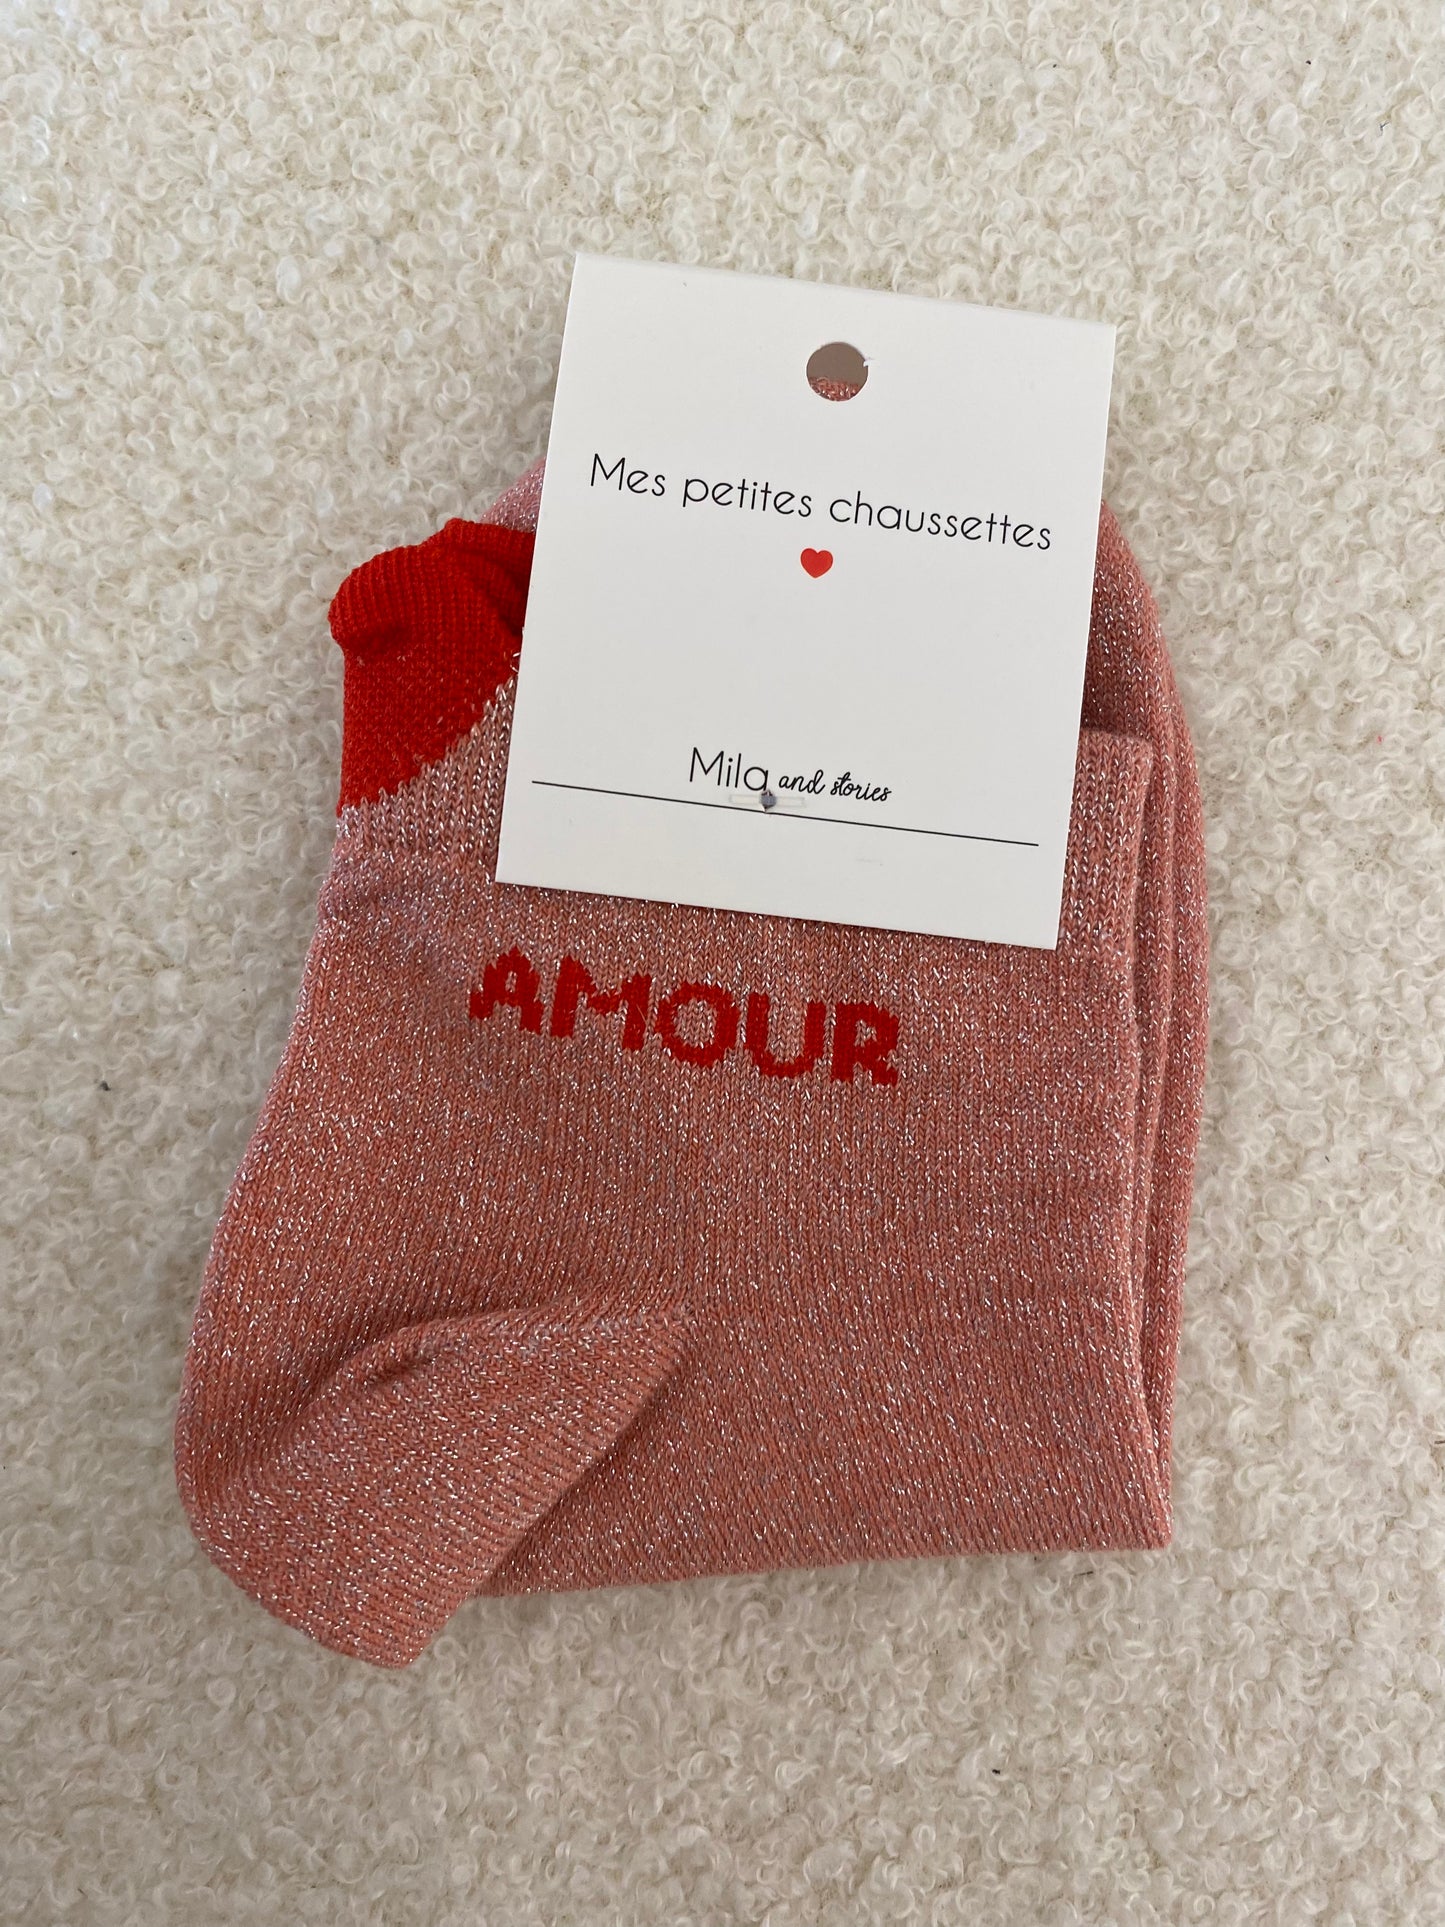 Mes petites chaussettes
Mila and stories
AMOUR